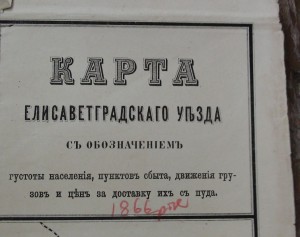 КАРТА
ЕЛИСАВЕТГРАДСКАГО УѢЗДА
СЪ ОБОЗНАЧЕНІЕМЪ
густоты населенія, пунктовъ сбыта, движенія гру-
зовъ и цѣнъ за доставку ихъ съ пуда.
1866 рік